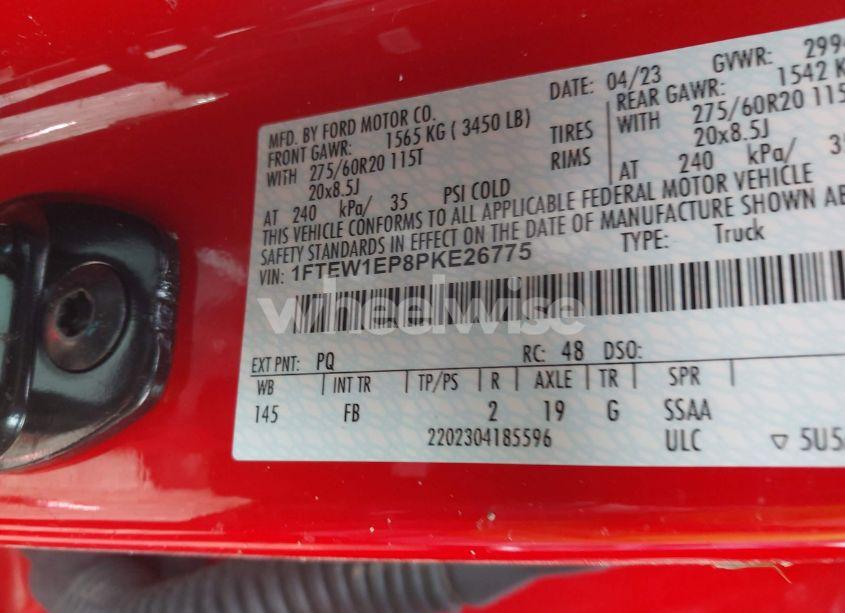 MFD. BY FORD MOTOR CO.
DATE: 04/23
GVWR:
FRONT GAWR: 1565 KG ( 3450 LB)
REAR GAWR: 1542
WITH 275/60R20 115T TIRES
WITH 275/60R20 115T
20x8.5J RIMS
20x8.5J
AT 240 kPa/ 35 PSI COLD
AT 240 kPa/
THIS VEHICLE CONFORMS TO ALL APPLICABLE FEDERAL MOTOR VEHICLE
SAFETY STANDARDS IN EFFECT ON THE DATE OF MANUFACTURE SHOWN
VIN: 1FTEW1EP8PKE26775
TYPE: Truck
wheelwise
EXT PNT: PQ RC: 48 DSO:
WB INT TR TP/PS R AXLE TR SPR
145 FB 2 19 G SSAA
2202304185596 ULC